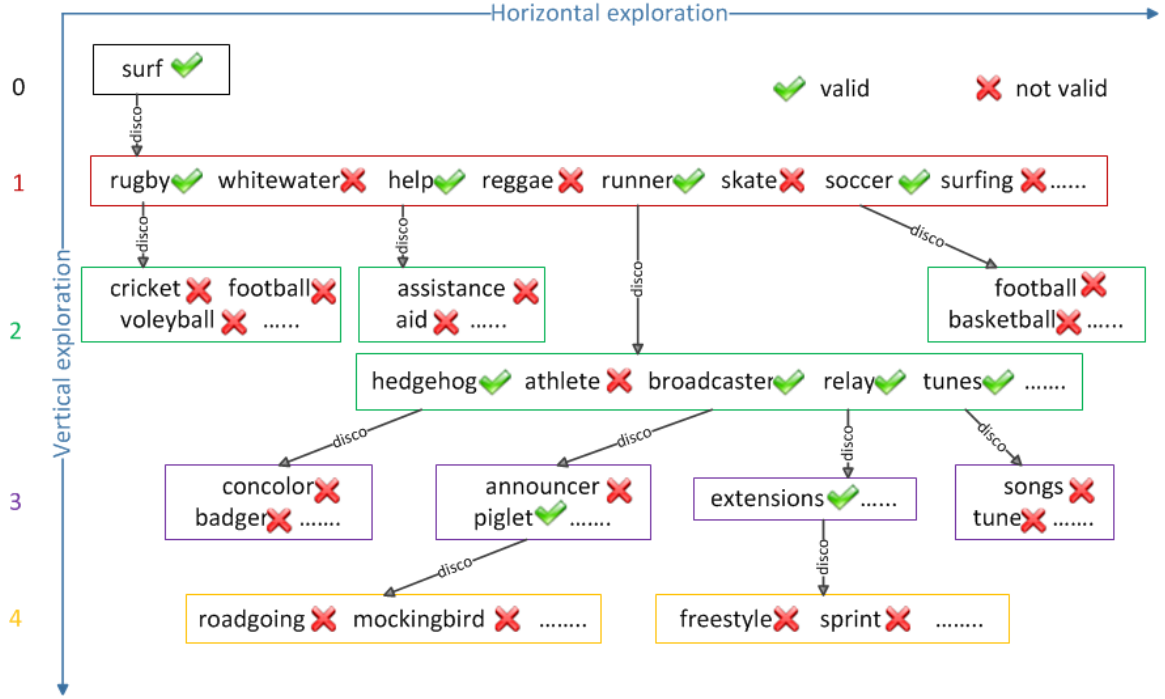 Horizontal exploration
surf
0
valid
not valid
disco
1
rugby whitewater help reggae runner skate soccer surfing ......
disco
disco
disco
disco
Vertical exploration
2
cricket football
voleyball ......
assistance
aid ......
football
basketball ......
hedgehog athlete broadcaster relay tunes .......
disco
disco
disco
disco
3
concolor
badger .......
announcer
piglet .......
extensions ......
songs
tune .......
disco
disco
4
roadgoing mockingbird ........
freestyle sprint ........